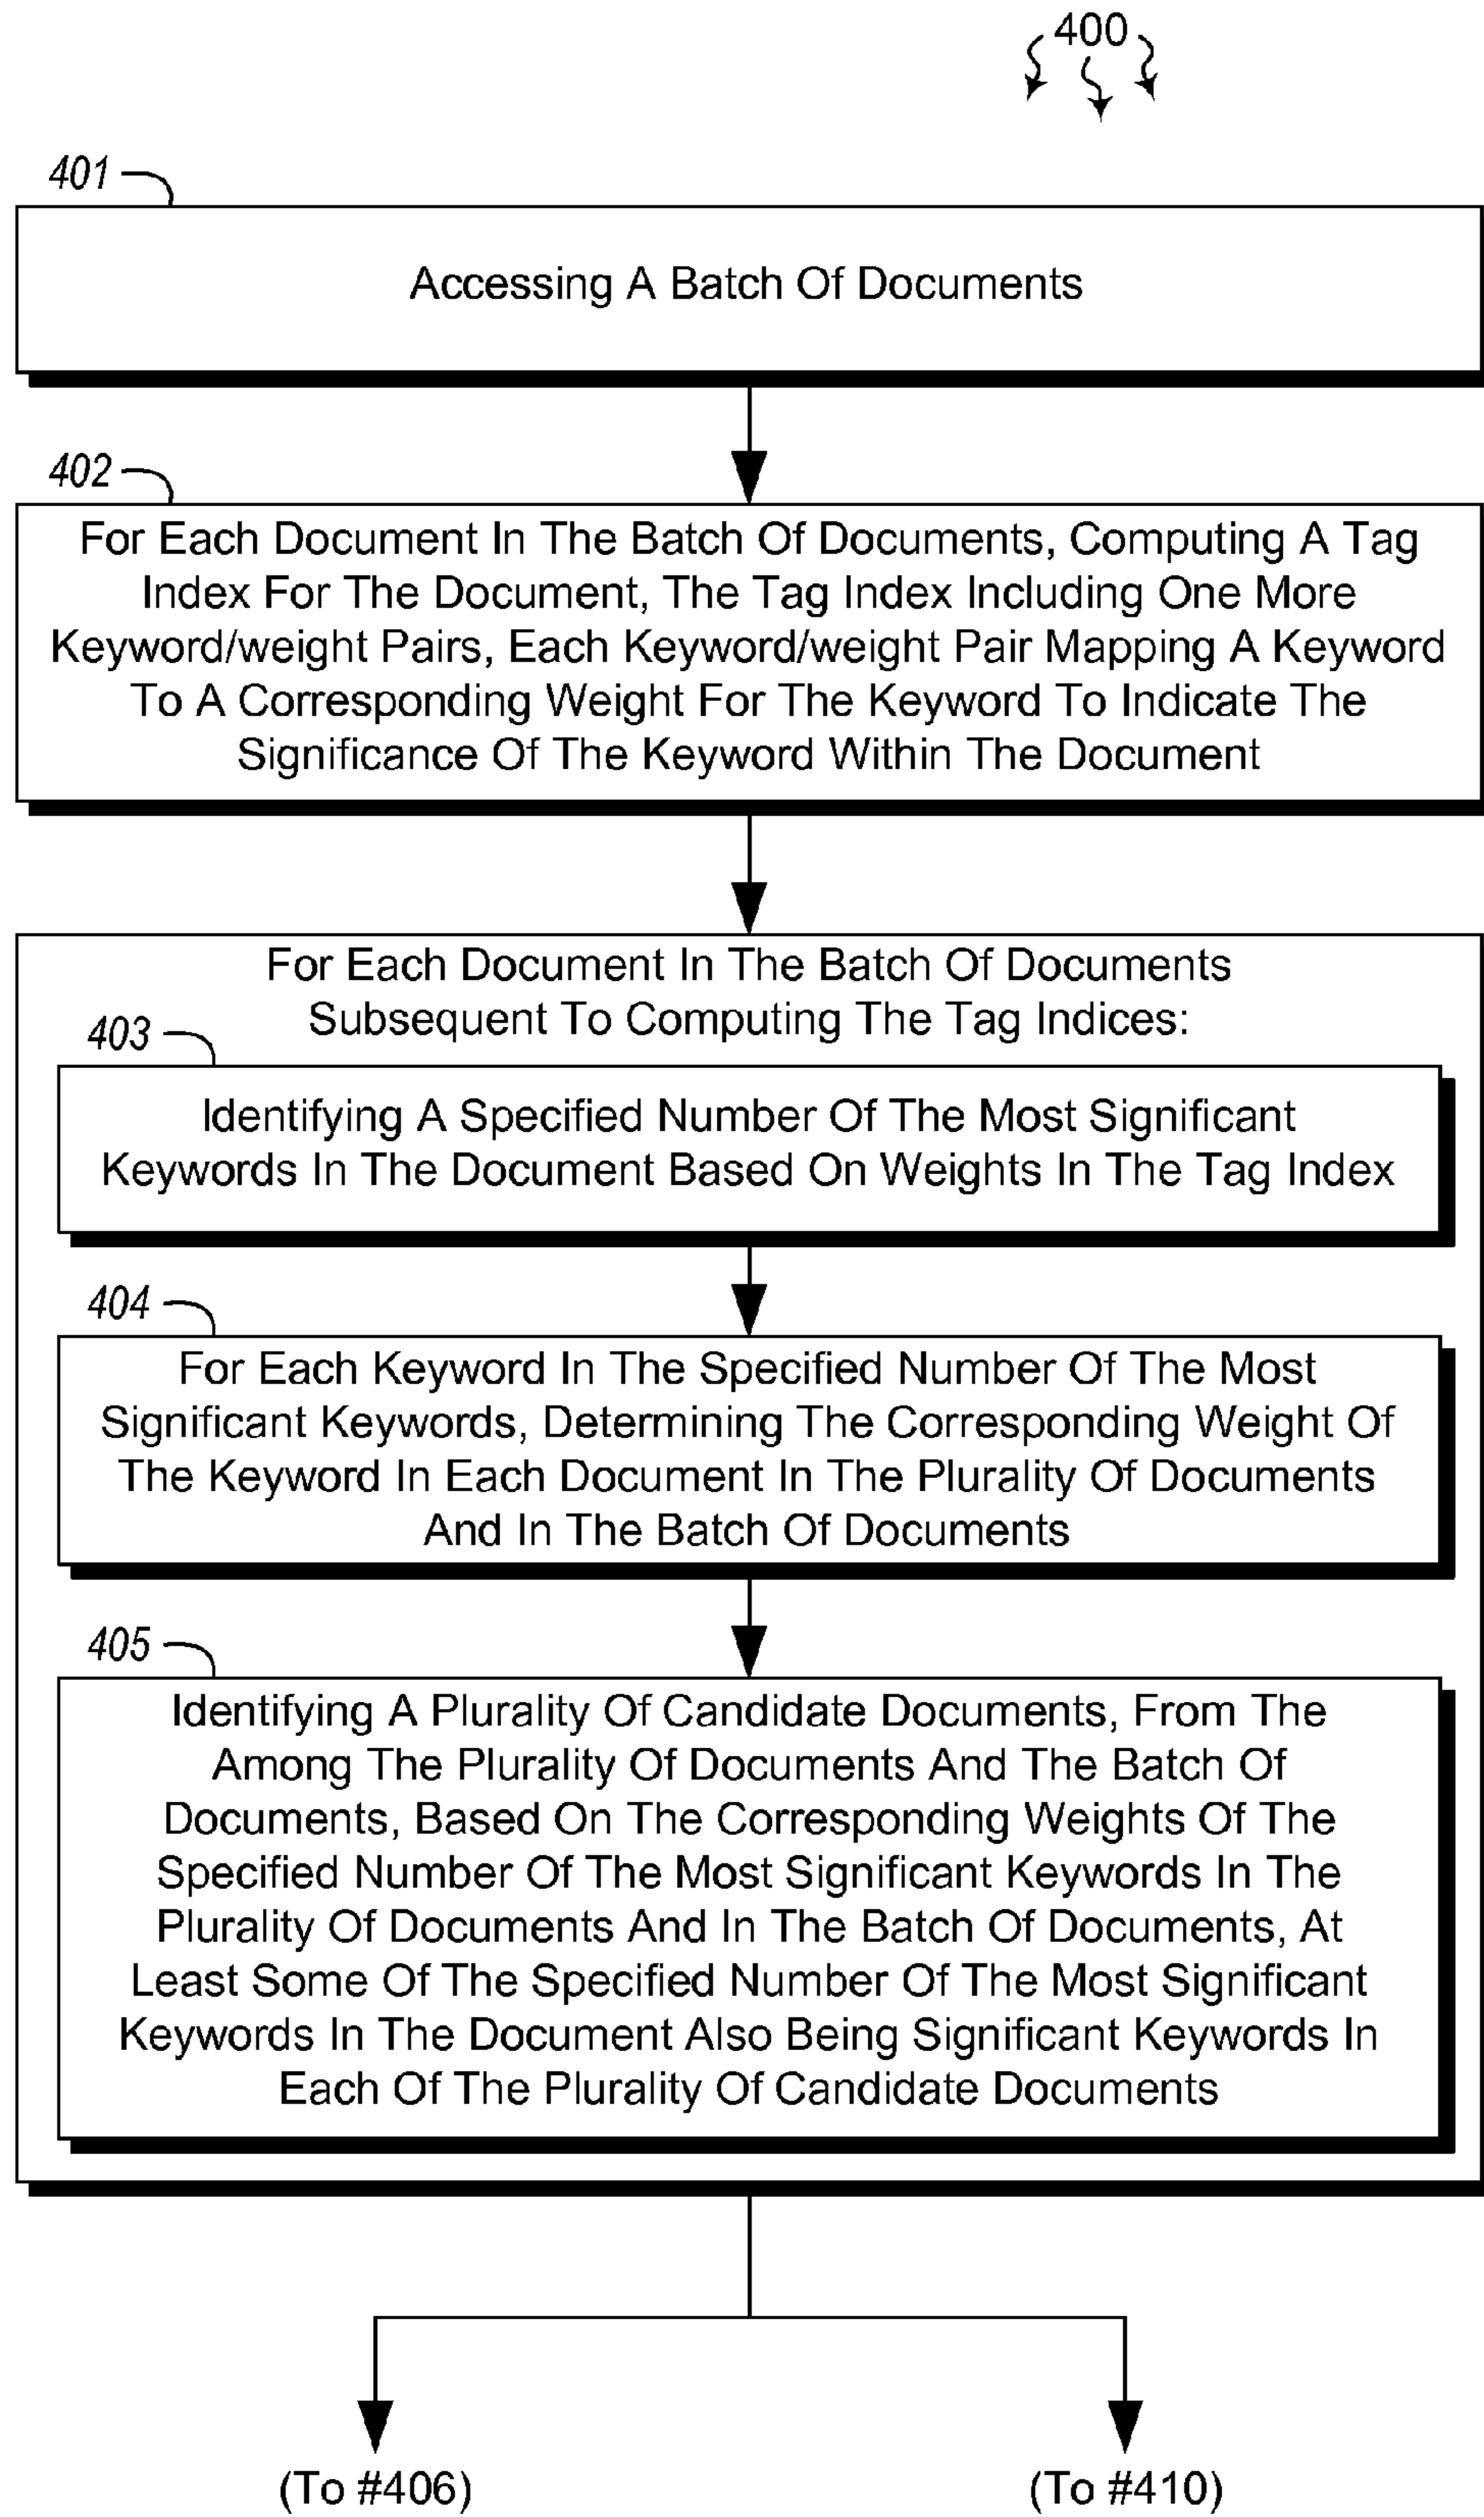 400
401
Accessing A Batch Of Documents
402
For Each Document In The Batch Of Documents, Computing A Tag
Index For The Document, The Tag Index Including One More
Keyword/weight Pairs, Each Keyword/weight Pair Mapping A Keyword
To A Corresponding Weight For The Keyword To Indicate The
Significance Of The Keyword Within The Document
For Each Document In The Batch Of Documents
Subsequent To Computing The Tag Indices:
403
Identifying A Specified Number Of The Most Significant
Keywords In The Document Based On Weights In The Tag Index
404
For Each Keyword In The Specified Number Of The Most
Significant Keywords, Determining The Corresponding Weight Of
The Keyword In Each Document In The Plurality Of Documents
And In The Batch Of Documents
405
Identifying A Plurality Of Candidate Documents, From The
Among The Plurality Of Documents And The Batch Of
Documents, Based On The Corresponding Weights Of The
Specified Number Of The Most Significant Keywords In The
Plurality Of Documents And In The Batch Of Documents, At
Least Some Of The Specified Number Of The Most Significant
Keywords In The Document Also Being Significant Keywords In
Each Of The Plurality Of Candidate Documents
(To #406)
(To #410)